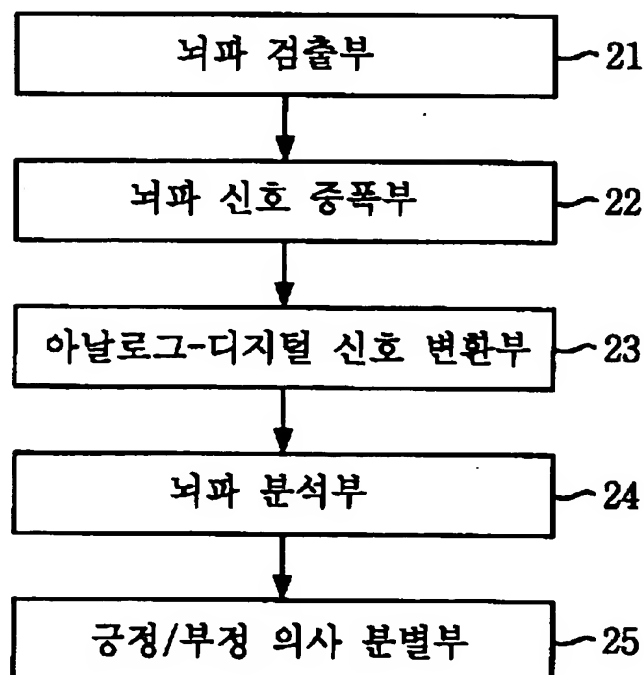 뇌파 검출부 21
뇌파 신호 증폭부 22
아날로그-디지털 신호 변환부 23
뇌파 분석부 24
긍정/부정 의사 분별부 25